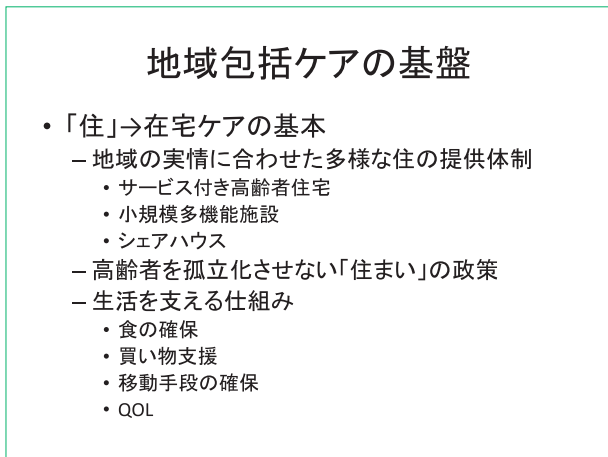 地域包括ケアの基盤
• 「住」→在宅ケアの基本
– 地域の実情に合わせた多様な住の提供体制
• サービス付き高齢者住宅
• 小規模多機能施設
• シェアハウス
– 高齢者を孤立化させない「住まい」の政策
– 生活を支える仕組み
• 食の確保
• 買い物支援
• 移動手段の確保
• QOL